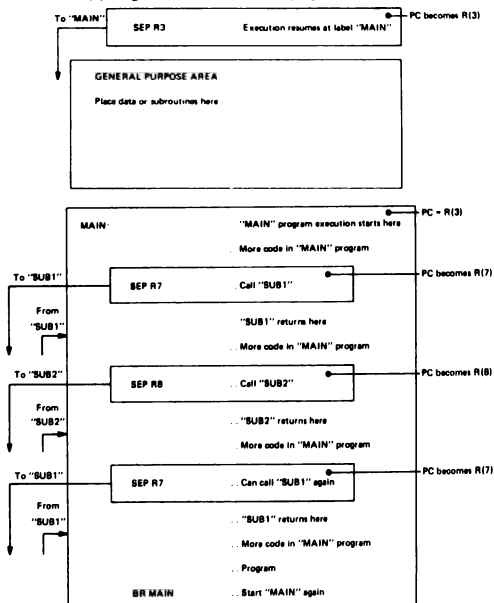 To "MAIN"
SEP R3 Execution resumes at label "MAIN"
PC becomes R(3)
GENERAL PURPOSE AREA
Place data or subroutines here
PC = R(3)
MAIN: "MAIN" program execution starts here
.. More code in "MAIN" program
To "SUB1"
SEP R7 .. Call "SUB1"
PC becomes R(7)
From
"SUB1"
"SUB1" returns here
.. More code in "MAIN" program
To "SUB2"
SEP R8 .. Call "SUB2"
PC becomes R(8)
From
"SUB2"
.. "SUB2" returns here
More code in "MAIN" program
To "SUB1"
SEP R7 .. Can call "SUB1" again
PC becomes R(7)
From
"SUB1"
.. "SUB1" returns here
.. More code in "MAIN" program
.. Program
BR MAIN .. Start "MAIN" again